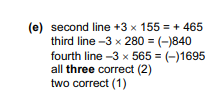 (e) second line +3 × 155 = + 465
third line –3 × 280 = (–)840
fourth line –3 × 565 = (–)1695
all three correct (2)
two correct (1)